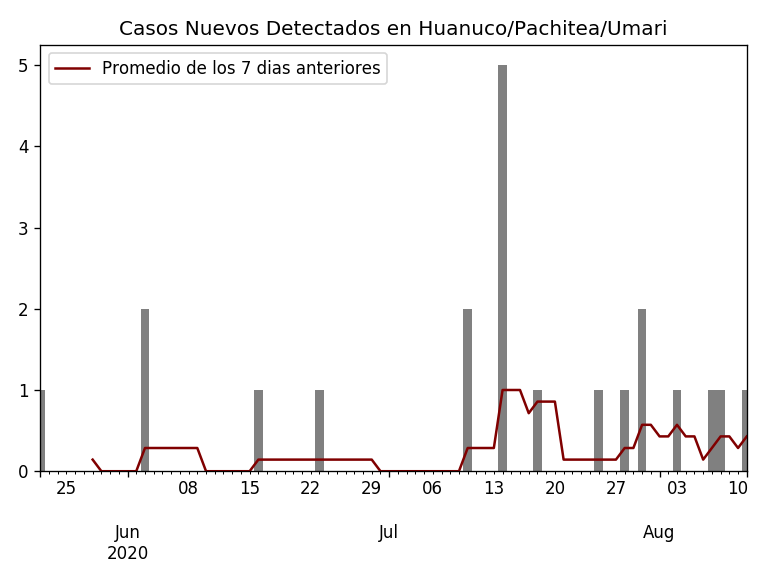 Casos Nuevos Detectados en Huanuco/Pachitea/Umari
Promedio de los 7 dias anteriores
5
4
3
2
1
0
25 08 15 22 29 06 13 20 27 03 10
Jun Jul Aug
2020